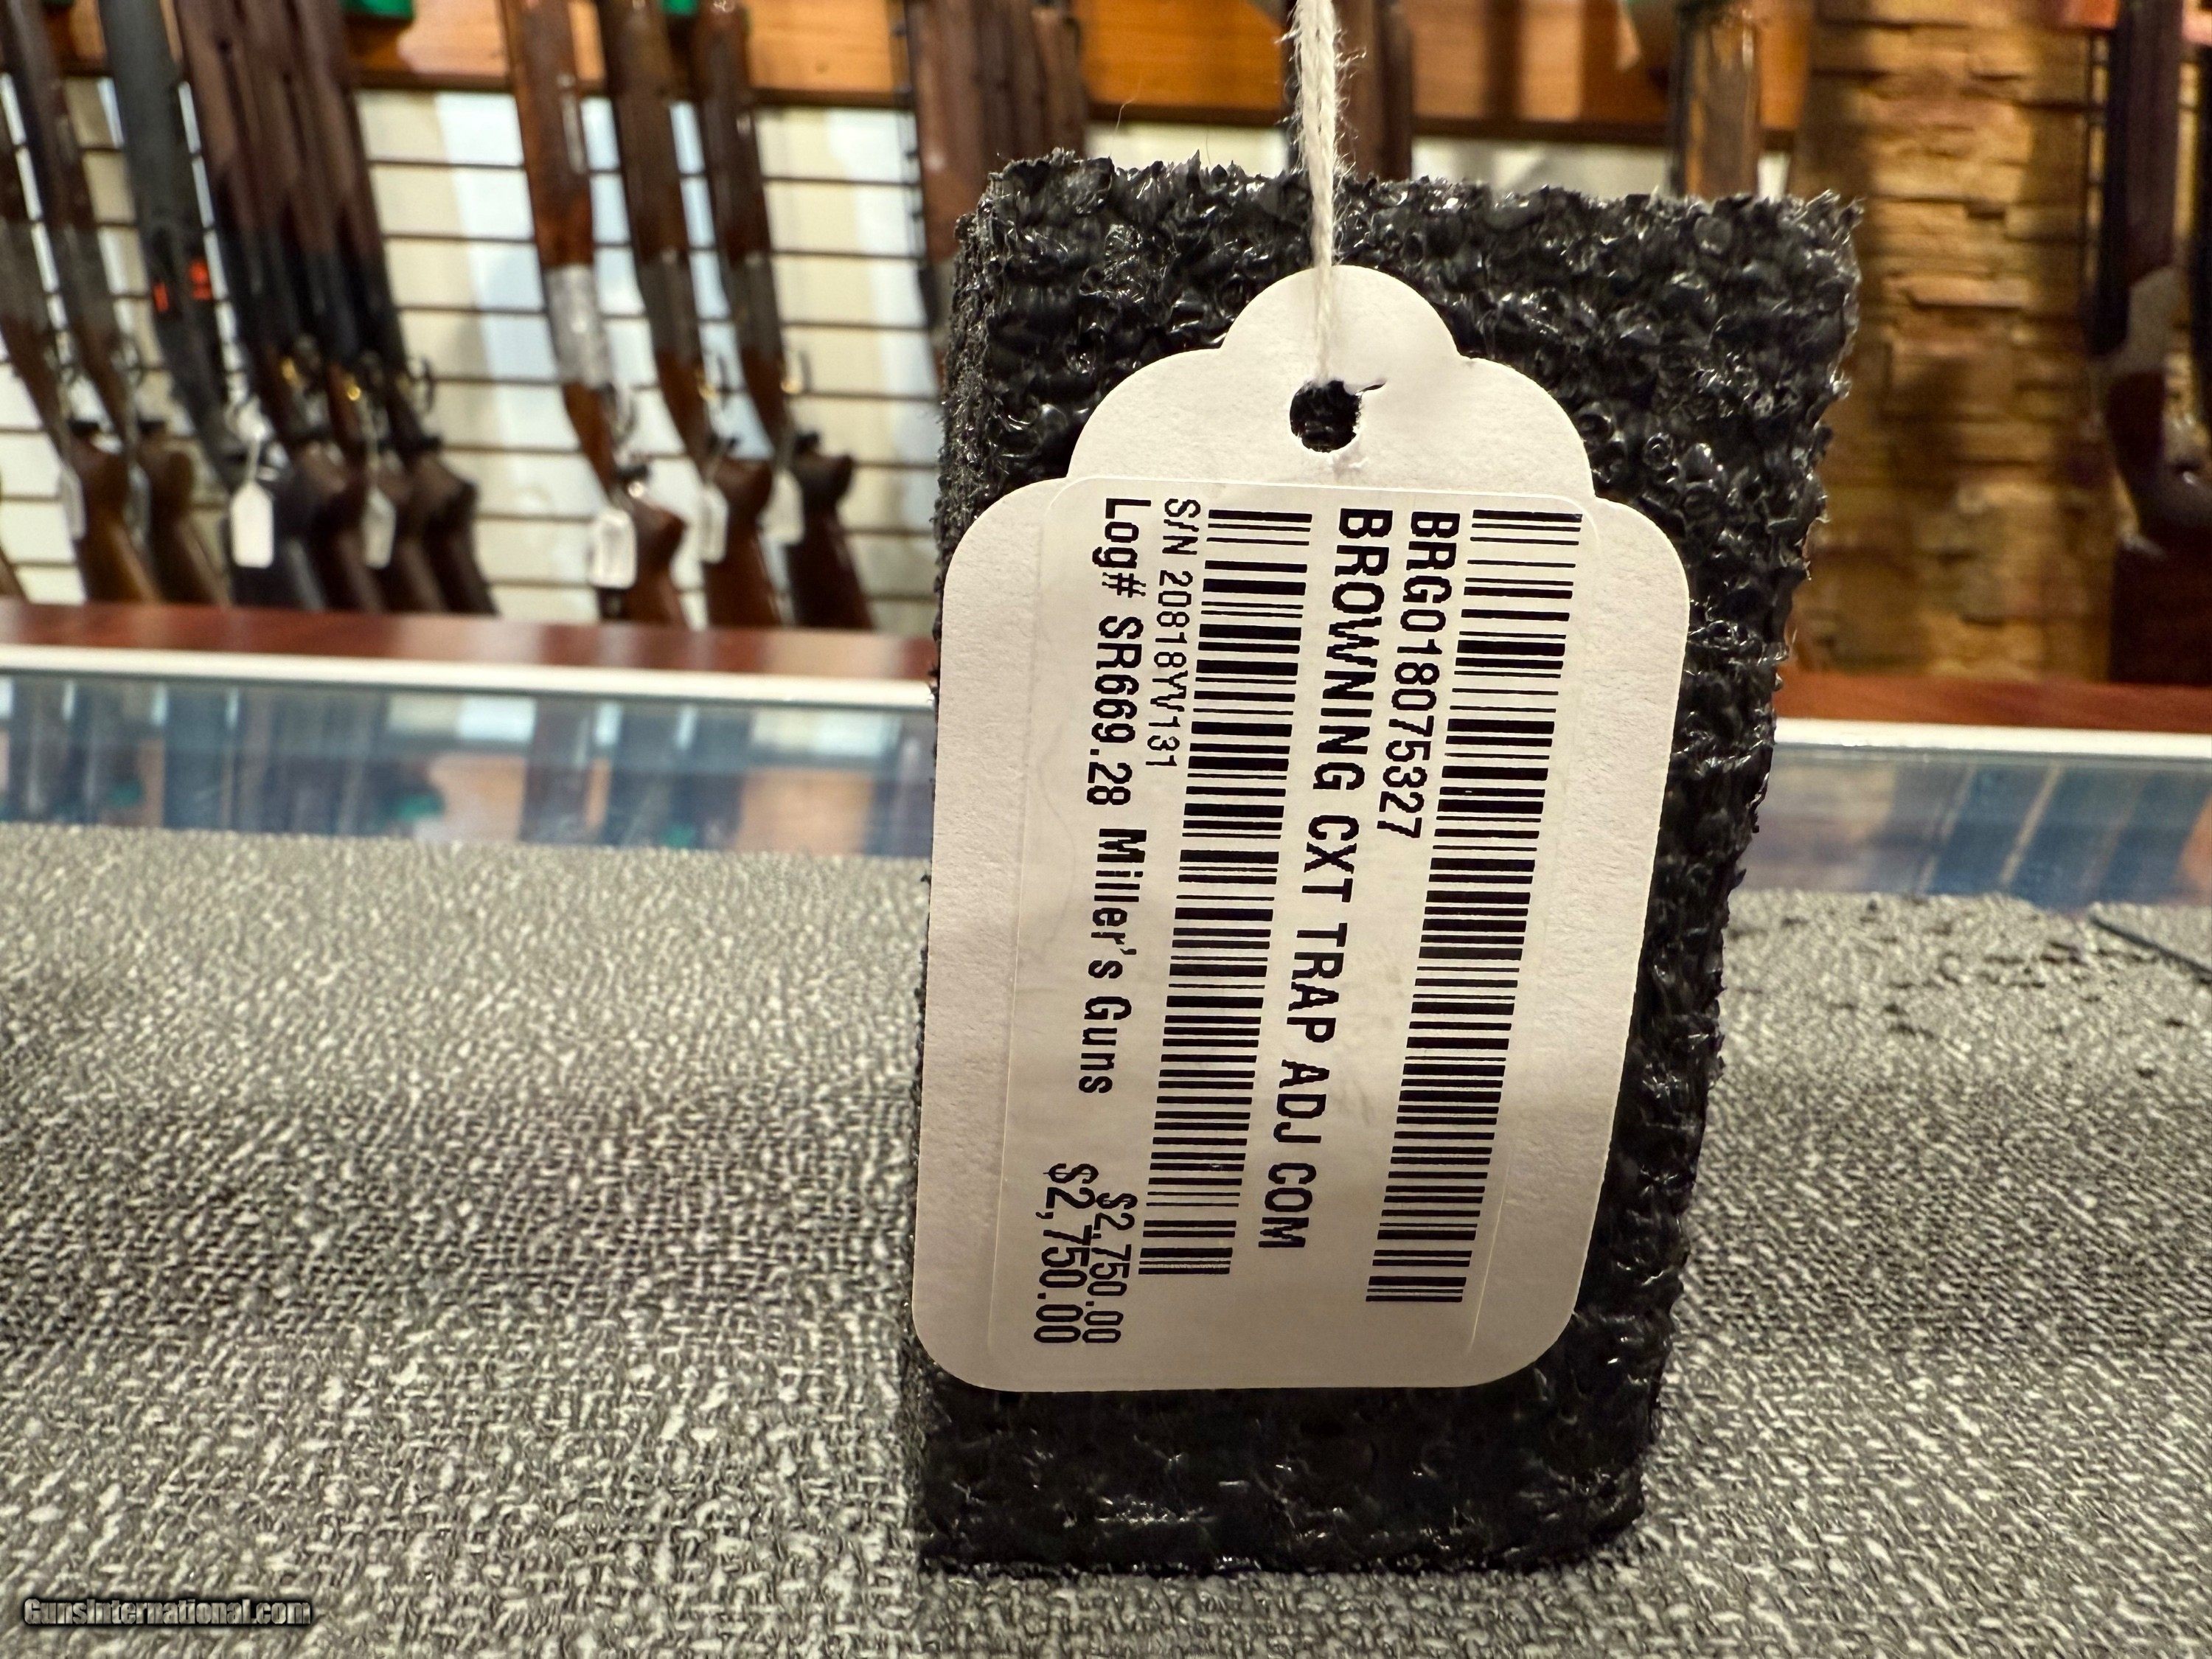 BRG018075327
BROWNING CXT TRAP ADJ COM
S/N 20818YV131
$2,750.00
Log# SR669.28 Miller's Guns
$2,750.00
GunsInternational.com